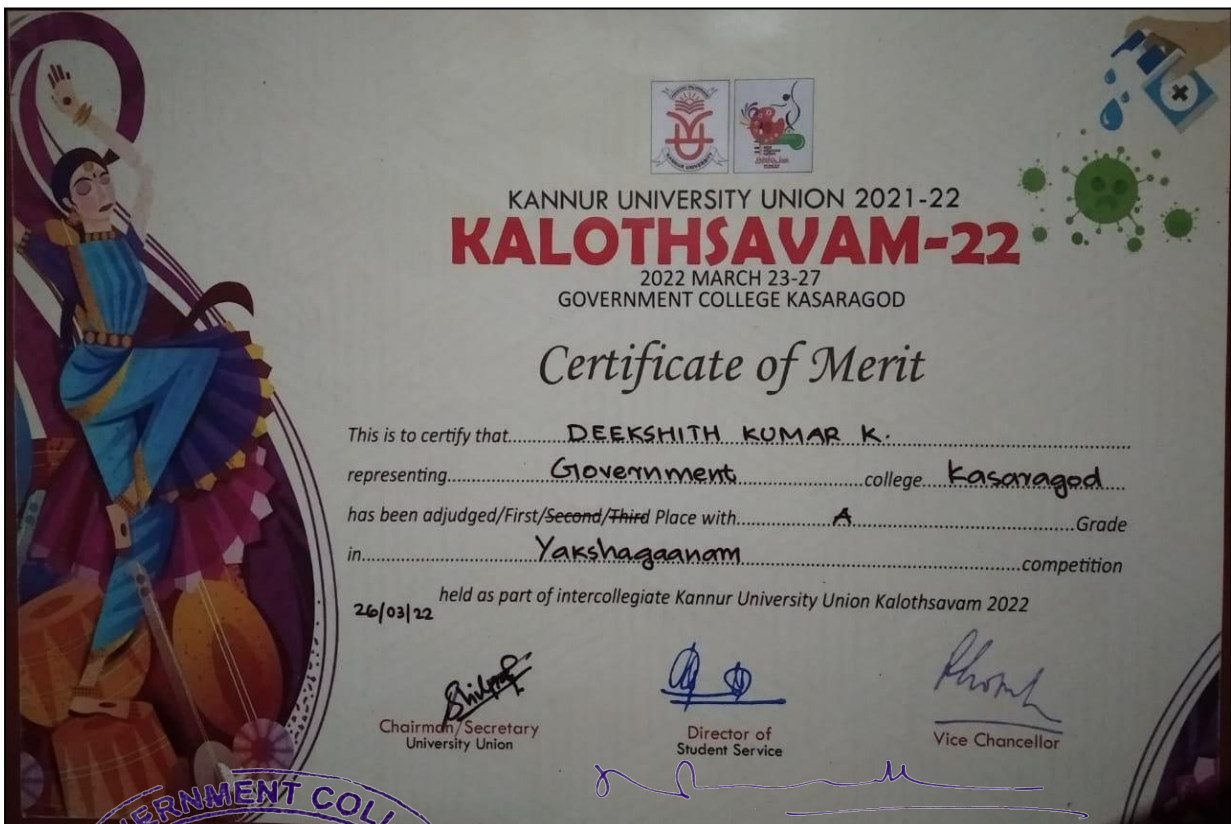 KANNUR UNIVERSITY
KANNUR UNIVERSITY UNION 2021-22
KALOTHSAVAM-22
2022 MARCH 23-27
GOVERNMENT COLLEGE KASARAGOD
Certificate of Merit
This is to certify that DEEKSHITH KUMAR K.
representing Government college Kasaragod
has been adjudged/First/Second/Third Place with A Grade
in Yakshagaanam competition
held as part of intercollegiate Kannur University Union Kalothsavam 2022
26/03/22
Chairman/Secretary
University Union
Director of
Student Service
Vice Chancellor
ERNMENT COLL